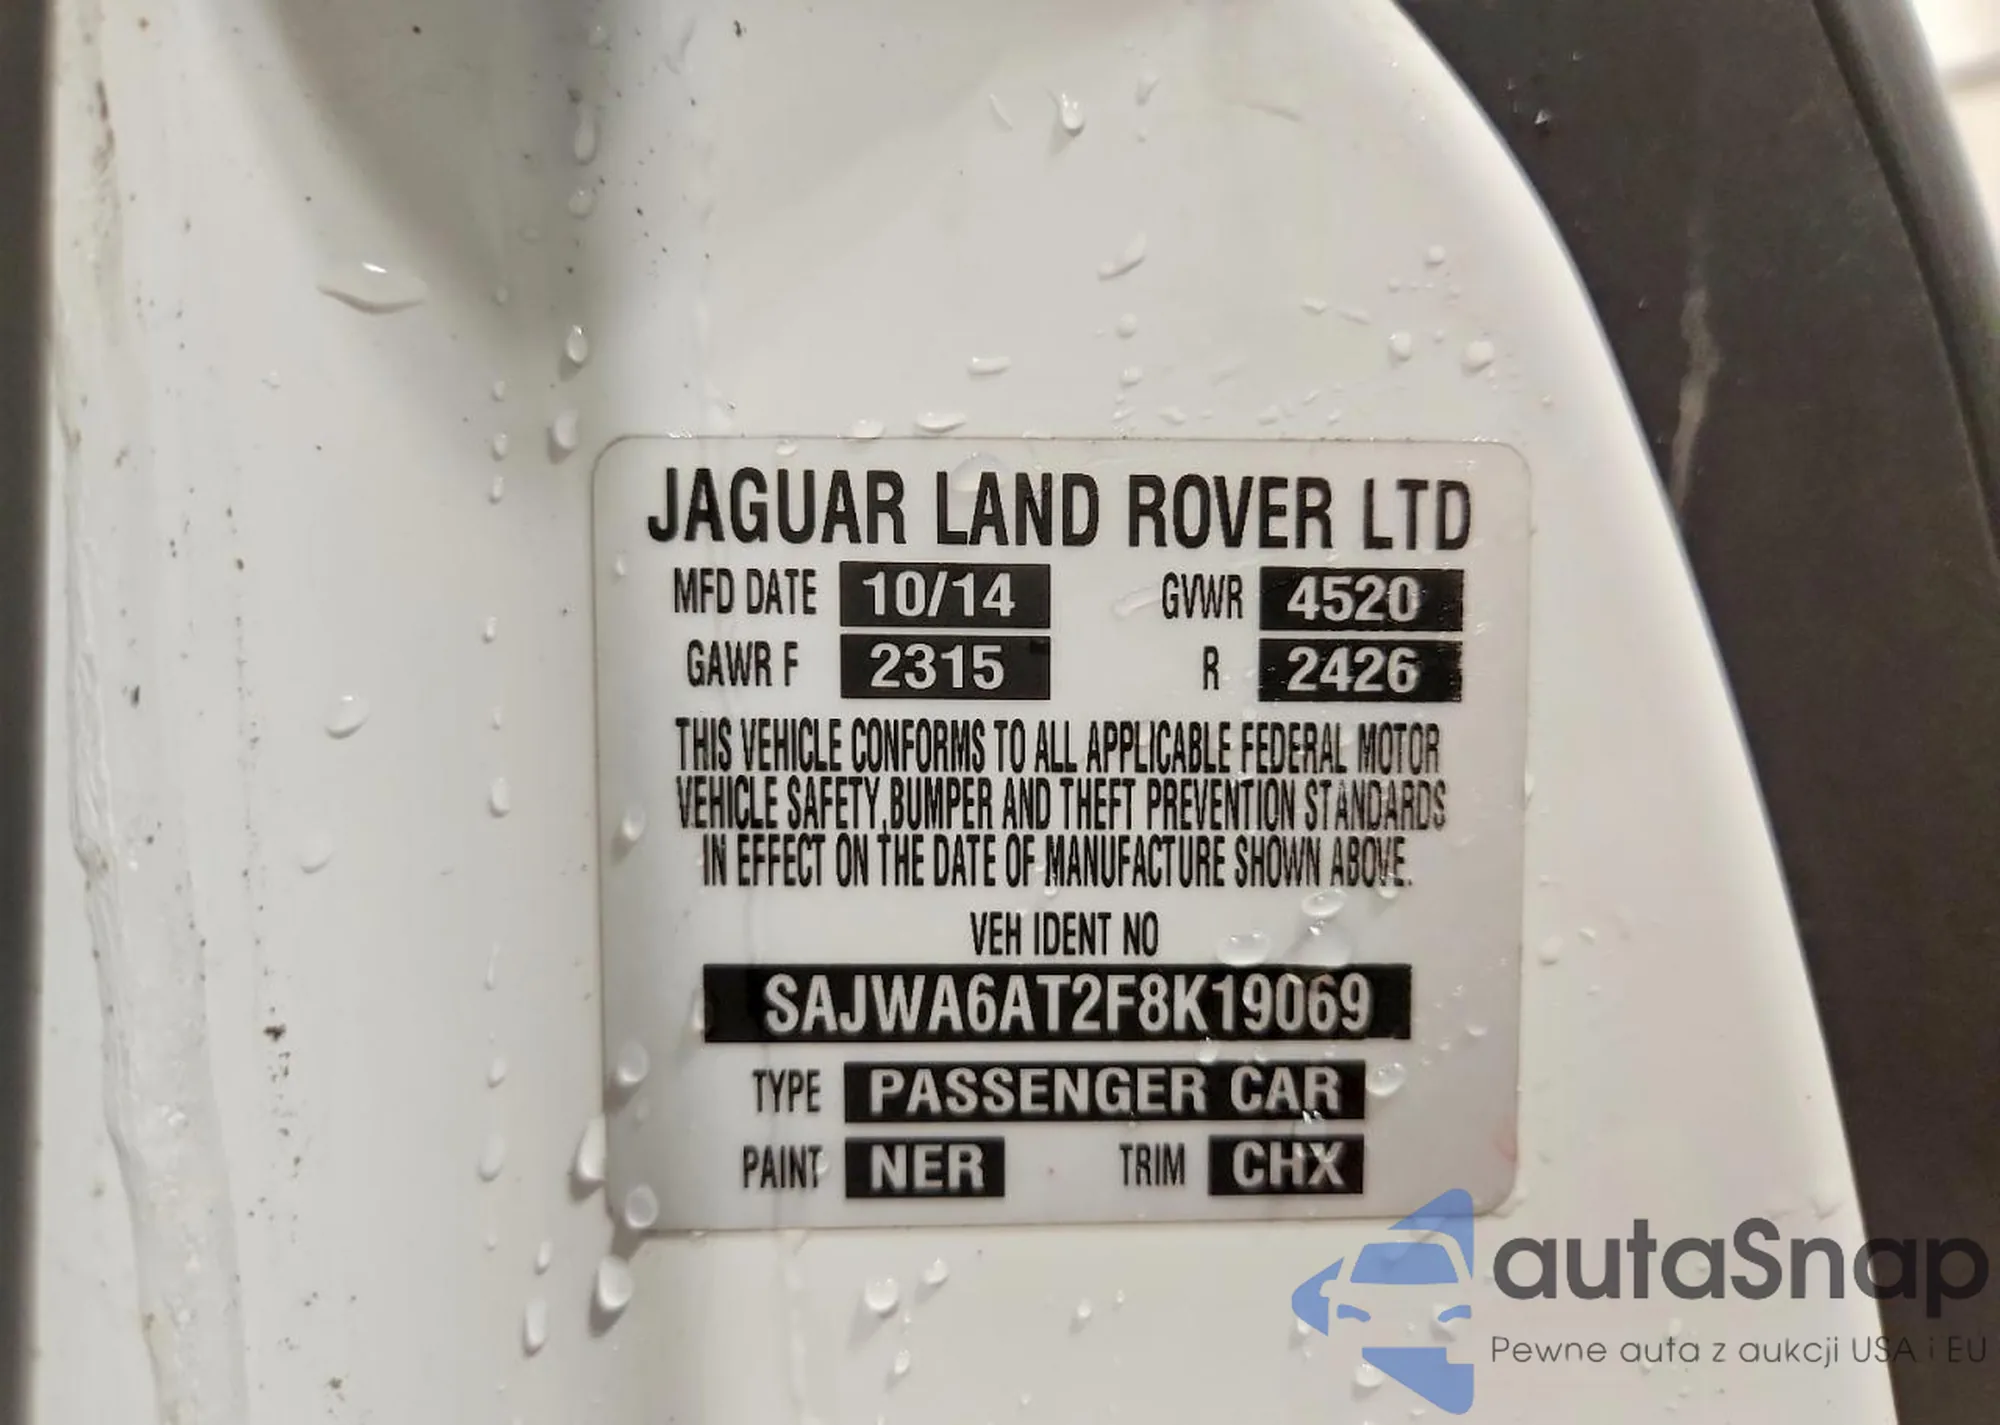 JAGUAR LAND ROVER LTD
MFD DATE 10/14 GVWR 4520
GAWR F 2315 R 2426
THIS VEHICLE CONFORMS TO ALL APPLICABLE FEDERAL MOTOR
VEHICLE SAFETY,BUMPER AND THEFT PREVENTION STANDARDS
IN EFFECT ON THE DATE OF MANUFACTURE SHOWN ABOVE.
VEH IDENT NO
SAJWA6AT2F8K19069
TYPE PASSENGER CAR
PAINT NER TRIM CHX
autaSnap
Pewne auta z aukcji USA i EU